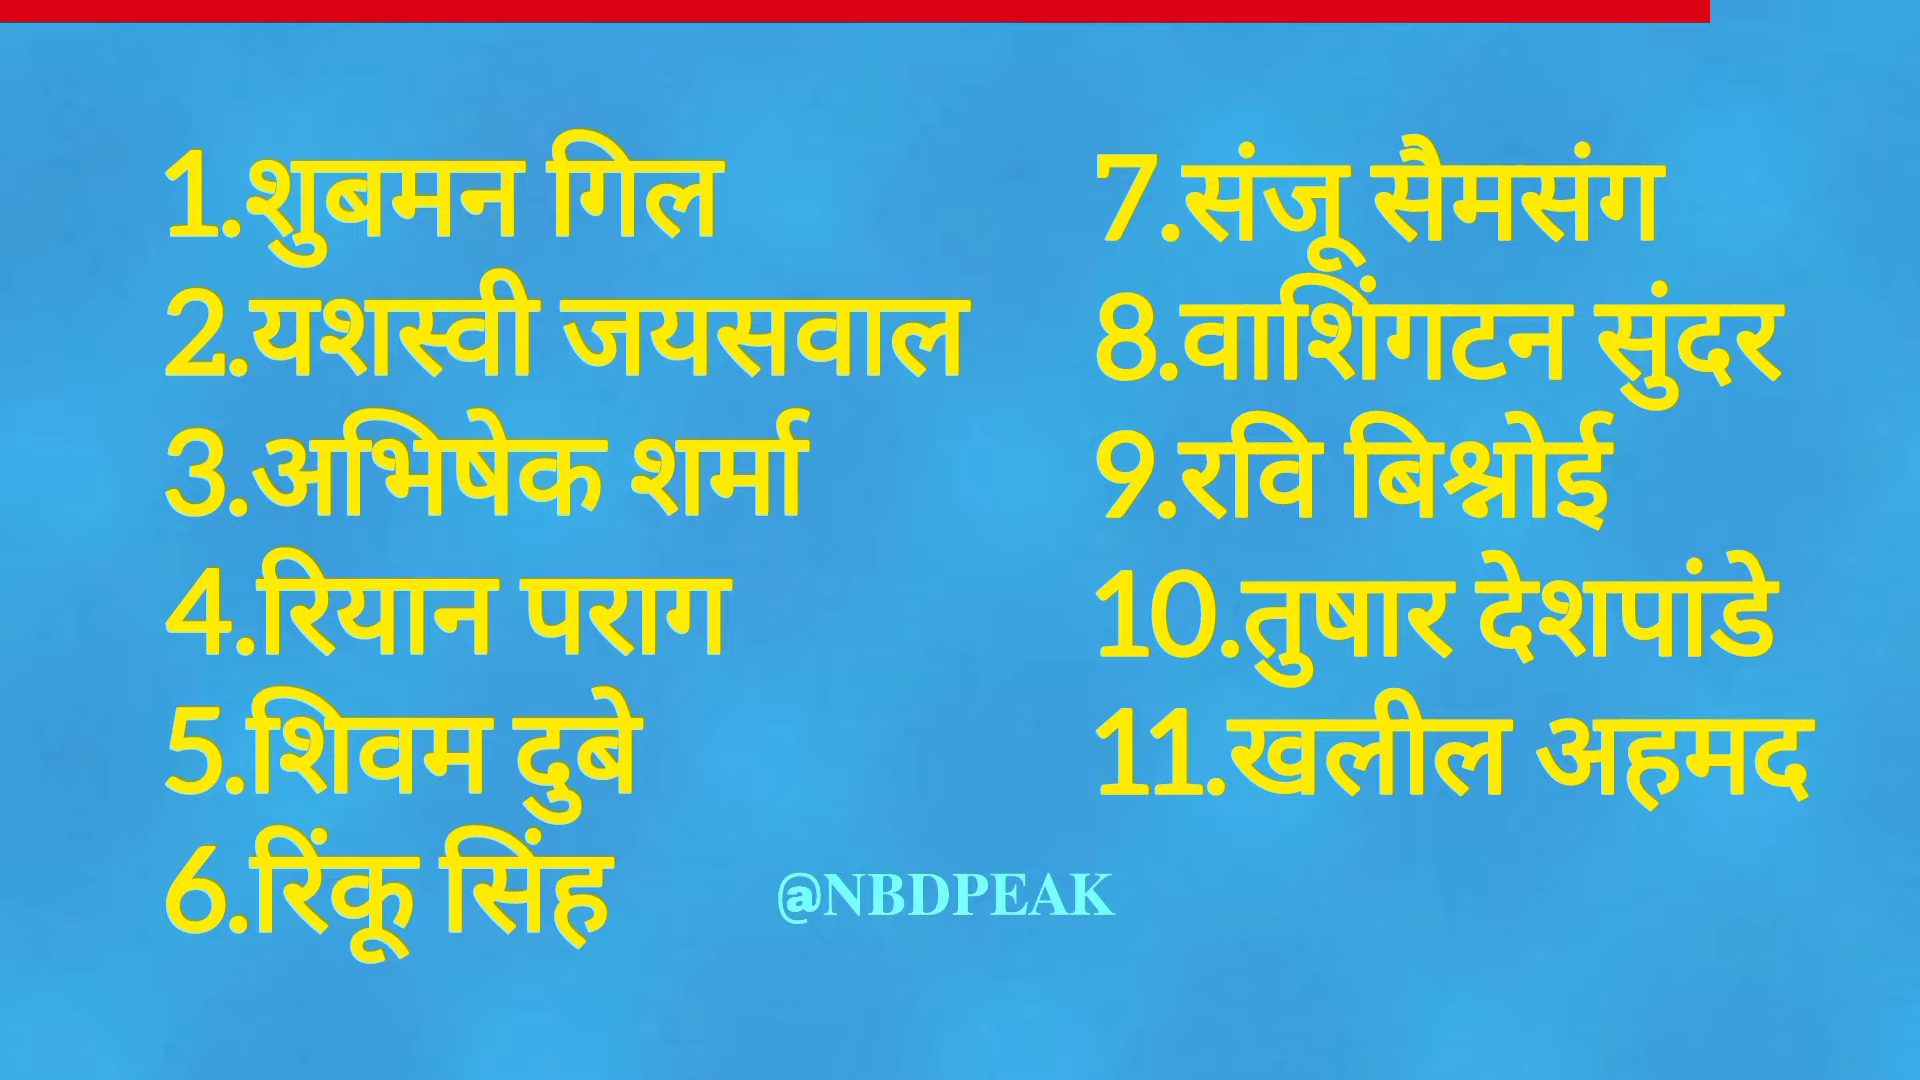 1.शुबमन गिल
2.यशस्वी जयसवाल
3.अभिषेक शर्मा
4.रियान पराग
5.शिवम दुबे
6.रिंकू सिंह
7.संजू सैमसंग
8.वाशिंगटन सुंदर
9.रवि बिश्नोई
10.तुषार देशपांडे
11.खलील अहमद
@NBDPEAK